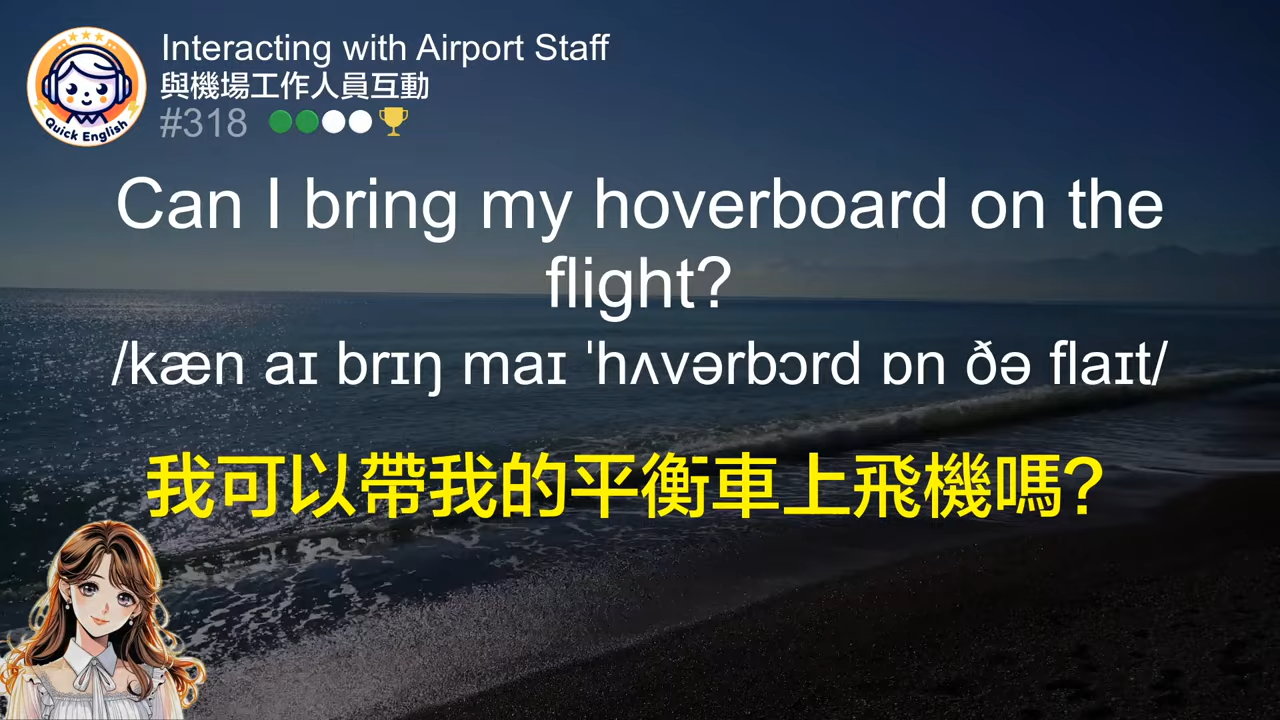 Interacting with Airport Staff
與機場工作人員互動
#318
Quick English
Can I bring my hoverboard on the
flight?
/kæn aɪ brɪŋ maɪ ˈhʌvərbɔrd ɒn ðə flaɪt/
我可以帶我的平衡車上飛機嗎?